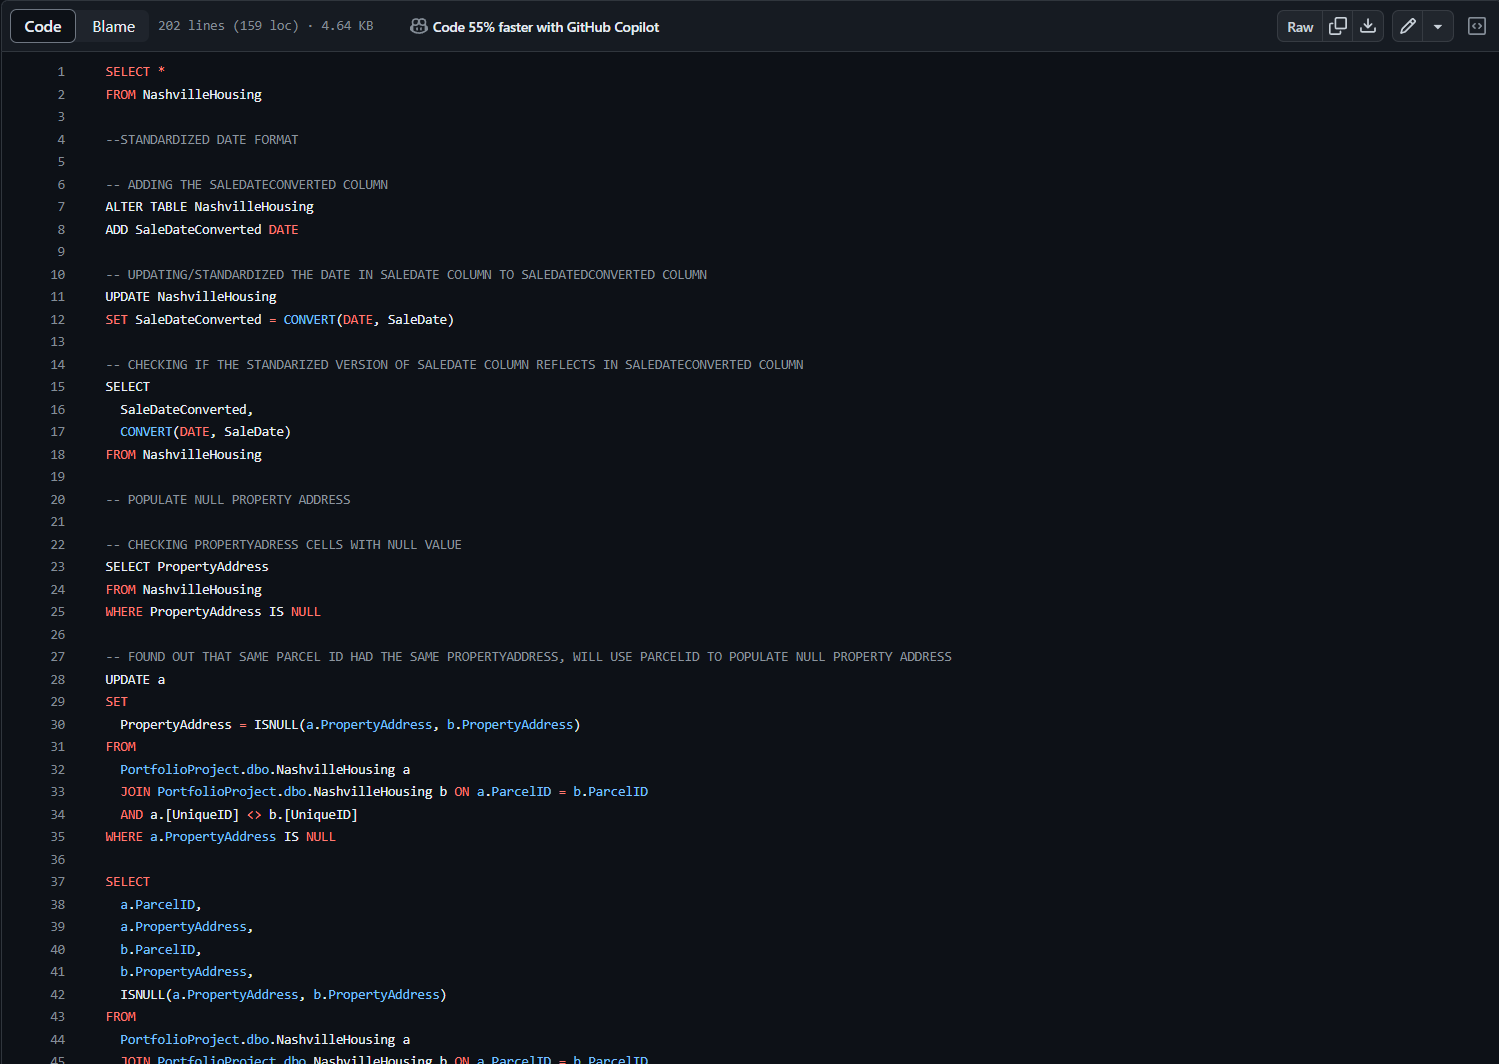 Code Blame 202 lines (159 loc) · 4.64 KB Code 55% faster with GitHub Copilot Raw
1 SELECT *
2 FROM NashvilleHousing
3
4 --STANDARDIZED DATE FORMAT
5
6 -- ADDING THE SALEDATECONVERTED COLUMN
7 ALTER TABLE NashvilleHousing
8 ADD SaleDateConverted DATE
9
10 -- UPDATING/STANDARDIZED THE DATE IN SALEDATE COLUMN TO SALEDATEDCONVERTED COLUMN
11 UPDATE NashvilleHousing
12 SET SaleDateConverted = CONVERT(DATE, SaleDate)
13
14 -- CHECKING IF THE STANDARIZED VERSION OF SALEDATE COLUMN REFLECTS IN SALEDATECONVERTED COLUMN
15 SELECT
16 SaleDateConverted,
17 CONVERT(DATE, SaleDate)
18 FROM NashvilleHousing
19
20 -- POPULATE NULL PROPERTY ADDRESS
21
22 -- CHECKING PROPERTYADRESS CELLS WITH NULL VALUE
23 SELECT PropertyAddress
24 FROM NashvilleHousing
25 WHERE PropertyAddress IS NULL
26
27 -- FOUND OUT THAT SAME PARCEL ID HAD THE SAME PROPERTYADDRESS, WILL USE PARCELID TO POPULATE NULL PROPERTY ADDRESS
28 UPDATE a
29 SET
30 PropertyAddress = ISNULL(a.PropertyAddress, b.PropertyAddress)
31 FROM
32 PortfolioProject.dbo.NashvilleHousing a
33 JOIN PortfolioProject.dbo.NashvilleHousing b ON a.ParcelID = b.ParcelID
34 AND a.[UniqueID] <> b.[UniqueID]
35 WHERE a.PropertyAddress IS NULL
36
37 SELECT
38 a.ParcelID,
39 a.PropertyAddress,
40 b.ParcelID,
41 b.PropertyAddress,
42 ISNULL(a.PropertyAddress, b.PropertyAddress)
43 FROM
44 PortfolioProject.dbo.NashvilleHousing a
45 JOIN PortfolioProject.dbo.NashvilleHousing b ON a.ParcelID = b.ParcelID